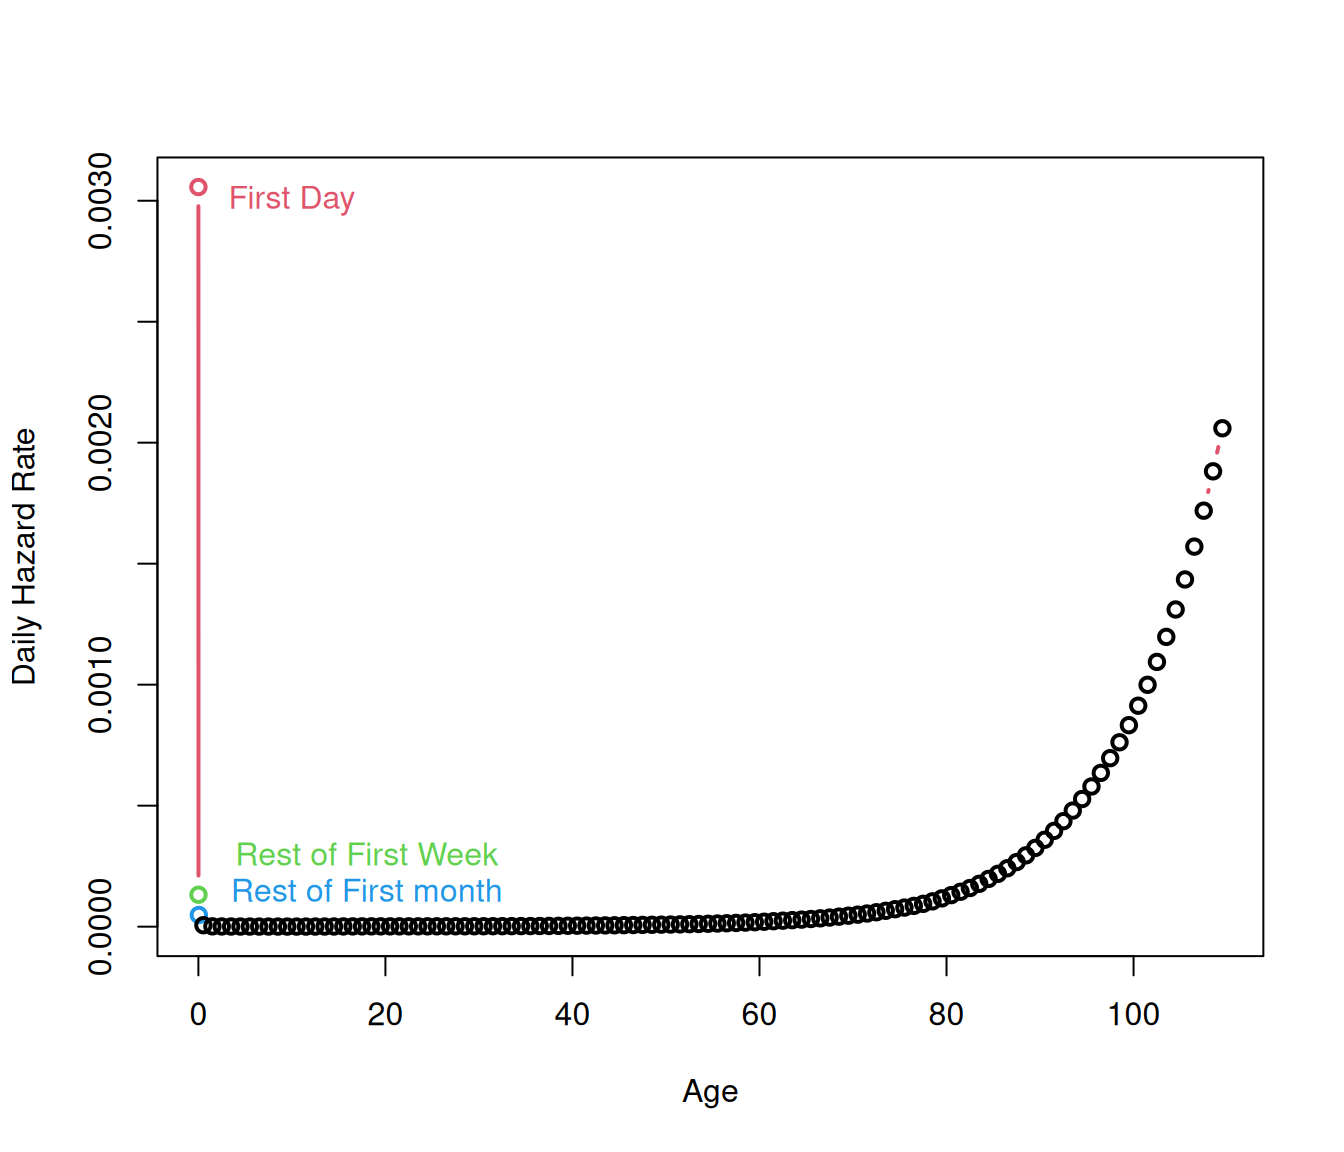 0.0030
First Day
0.0020
Daily Hazard Rate
0.0010
Rest of First Week
Rest of First month
0.0000
0 20 40 60 80 100
Age